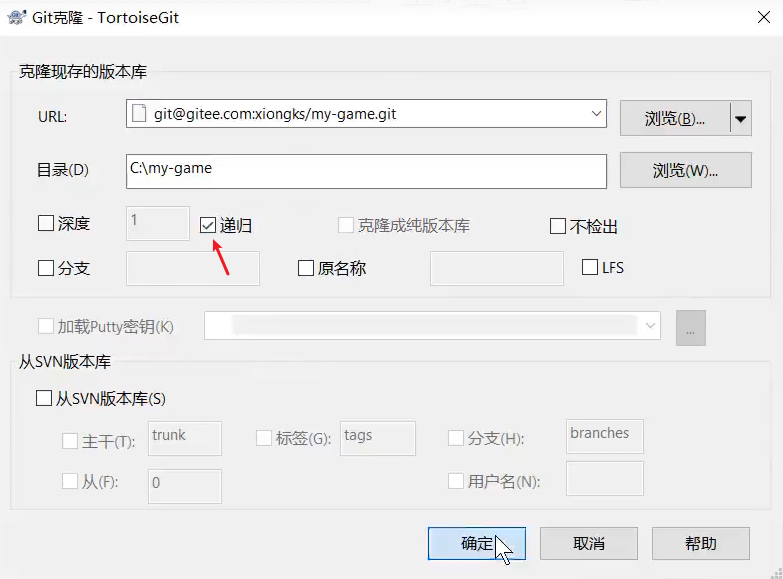 Git克隆 - TortoiseGit
克隆现存的版本库
URL: git@gitee.com:xiongks/my-game.git 浏览(B)...
目录(D) C:\my-game 浏览(W)...
深度 1 递归 克隆成纯版本库 不检出
分支 原名称 LFS
加载Putty密钥(K) ...
从SVN版本库
从SVN版本库(S)
主干(T): trunk 标签(G): tags 分支(H): branches
从(F): 0 用户名(N):
确定 取消 帮助